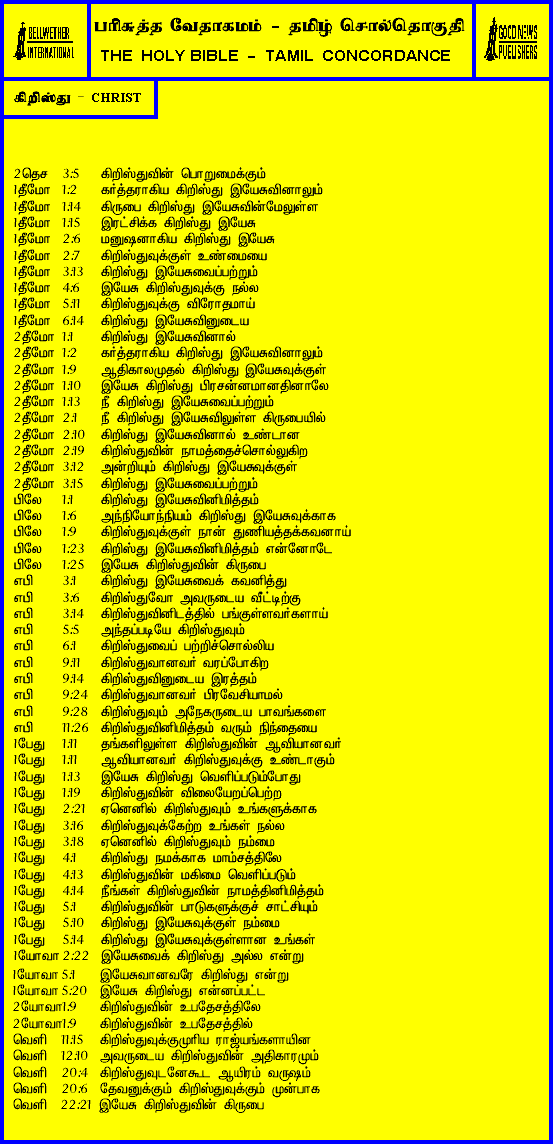 BELLWETHER INTERNATIONAL
பரிசுத்த வேதாகமம் - தமிழ் சொல்தொகுதி
THE HOLY BIBLE - TAMIL CONCORDANCE
GOOD NEWS PUBLISHERS
கிறிஸ்து - CHRIST
2தெச 3:5 கிறிஸ்துவின் பொறுமைக்கும்
1தீமோ 1:2 கர்த்தராகிய கிறிஸ்து இயேசுவினாலும்
1தீமோ 1:14 கிருபை கிறிஸ்து இயேசுவின்மேலுள்ள
1தீமோ 1:15 இரட்சிக்க கிறிஸ்து இயேசு
1தீமோ 2:6 மனுஷனாகிய கிறிஸ்து இயேசு
1தீமோ 2:7 கிறிஸ்துவுக்குள் உண்மையை
1தீமோ 3:13 கிறிஸ்து இயேசுவைப்பற்றும்
1தீமோ 4:6 இயேசு கிறிஸ்துவுக்கு நல்ல
1தீமோ 5:11 கிறிஸ்துவுக்கு விரோதமாய்
1தீமோ 6:14 கிறிஸ்து இயேசுவினுடைய
2தீமோ 1:1 கிறிஸ்து இயேசுவினால்
2தீமோ 1:2 கர்த்தராகிய கிறிஸ்து இயேசுவினாலும்
2தீமோ 1:9 ஆதிகாலமுதல் கிறிஸ்து இயேசுவுக்குள்
2தீமோ 1:10 இயேசு கிறிஸ்து பிரசன்னமானதினாலே
2தீமோ 1:13 நீ கிறிஸ்து இயேசுவைப்பற்றும்
2தீமோ 2:1 நீ கிறிஸ்து இயேசுவிலுள்ள கிருபையில்
2தீமோ 2:10 கிறிஸ்து இயேசுவினால் உண்டான
2தீமோ 2:19 கிறிஸ்துவின் நாமத்தைச்சொல்லுகிற
2தீமோ 3:12 அன்றியும் கிறிஸ்து இயேசுவுக்குள்
2தீமோ 3:15 கிறிஸ்து இயேசுவைப்பற்றும்
பிலே 1:1 கிறிஸ்து இயேசுவினிமித்தம்
பிலே 1:6 அந்நியோந்நியம் கிறிஸ்து இயேசுவுக்காக
பிலே 1:9 கிறிஸ்துவுக்குள் நான் துணியத்தக்கவனாய்
பிலே 1:23 கிறிஸ்து இயேசுவினிமித்தம் என்னோடே
பிலே 1:25 இயேசு கிறிஸ்துவின் கிருபை
எபி 3:1 கிறிஸ்து இயேசுவைக் கவனித்து
எபி 3:6 கிறிஸ்துவோ அவருடைய வீட்டிற்கு
எபி 3:14 கிறிஸ்துவினிடத்தில் பங்குள்ளவர்களாய்
எபி 5:5 அந்தப்படியே கிறிஸ்துவும்
எபி 6:1 கிறிஸ்துவைப் பற்றிச்சொல்லிய
எபி 9:11 கிறிஸ்துவானவர் வரப்போகிற
எபி 9:14 கிறிஸ்துவினுடைய இரத்தம்
எபி 9:24 கிறிஸ்துவானவர் பிரவேசியாமல்
எபி 9:28 கிறிஸ்துவும் அநேகருடைய பாவங்களை
எபி 11:26 கிறிஸ்துவினிமித்தம் வரும் நிந்தையை
1பேது 1:11 தங்களிலுள்ள கிறிஸ்துவின் ஆவியானவர்
1பேது 1:11 ஆவியானவர் கிறிஸ்துவுக்கு உண்டாகும்
1பேது 1:13 இயேசு கிறிஸ்து வெளிப்படும்போது
1பேது 1:19 கிறிஸ்துவின் விலையேறப்பெற்ற
1பேது 2:21 ஏனெனில் கிறிஸ்துவும் உங்களுக்காக
1பேது 3:16 கிறிஸ்துவுக்கேற்ற உங்கள் நல்ல
1பேது 3:18 ஏனெனில் கிறிஸ்துவும் நம்மை
1பேது 4:1 கிறிஸ்து நமக்காக மாம்சத்திலே
1பேது 4:13 கிறிஸ்துவின் மகிமை வெளிப்படும்
1பேது 4:14 நீங்கள் கிறிஸ்துவின் நாமத்தினிமித்தம்
1பேது 5:1 கிறிஸ்துவின் பாடுகளுக்குச் சாட்சியும்
1பேது 5:10 கிறிஸ்து இயேசுவுக்குள் நம்மை
1பேது 5:14 கிறிஸ்து இயேசுவுக்குள்ளான உங்கள்
1யோவா 2:22 இயேசுவைக் கிறிஸ்து அல்ல என்று
1யோவா 5:1 இயேசுவானவரே கிறிஸ்து என்று
1யோவா 5:20 இயேசு கிறிஸ்து என்னப்பட்ட
2யோவா1:9 கிறிஸ்துவின் உபதேசத்திலே
2யோவா1:9 கிறிஸ்துவின் உபதேசத்தில்
வெளி 11:15 கிறிஸ்துவுக்குமுரிய ராஜ்யங்களாயின
வெளி 12:10 அவருடைய கிறிஸ்துவின் அதிகாரமும்
வெளி 20:4 கிறிஸ்துவுடனேகூட ஆயிரம் வருஷம்
வெளி 20:6 தேவனுக்கும் கிறிஸ்துவுக்கும் முன்பாக
வெளி 22:21 இயேசு கிறிஸ்துவின் கிருபை